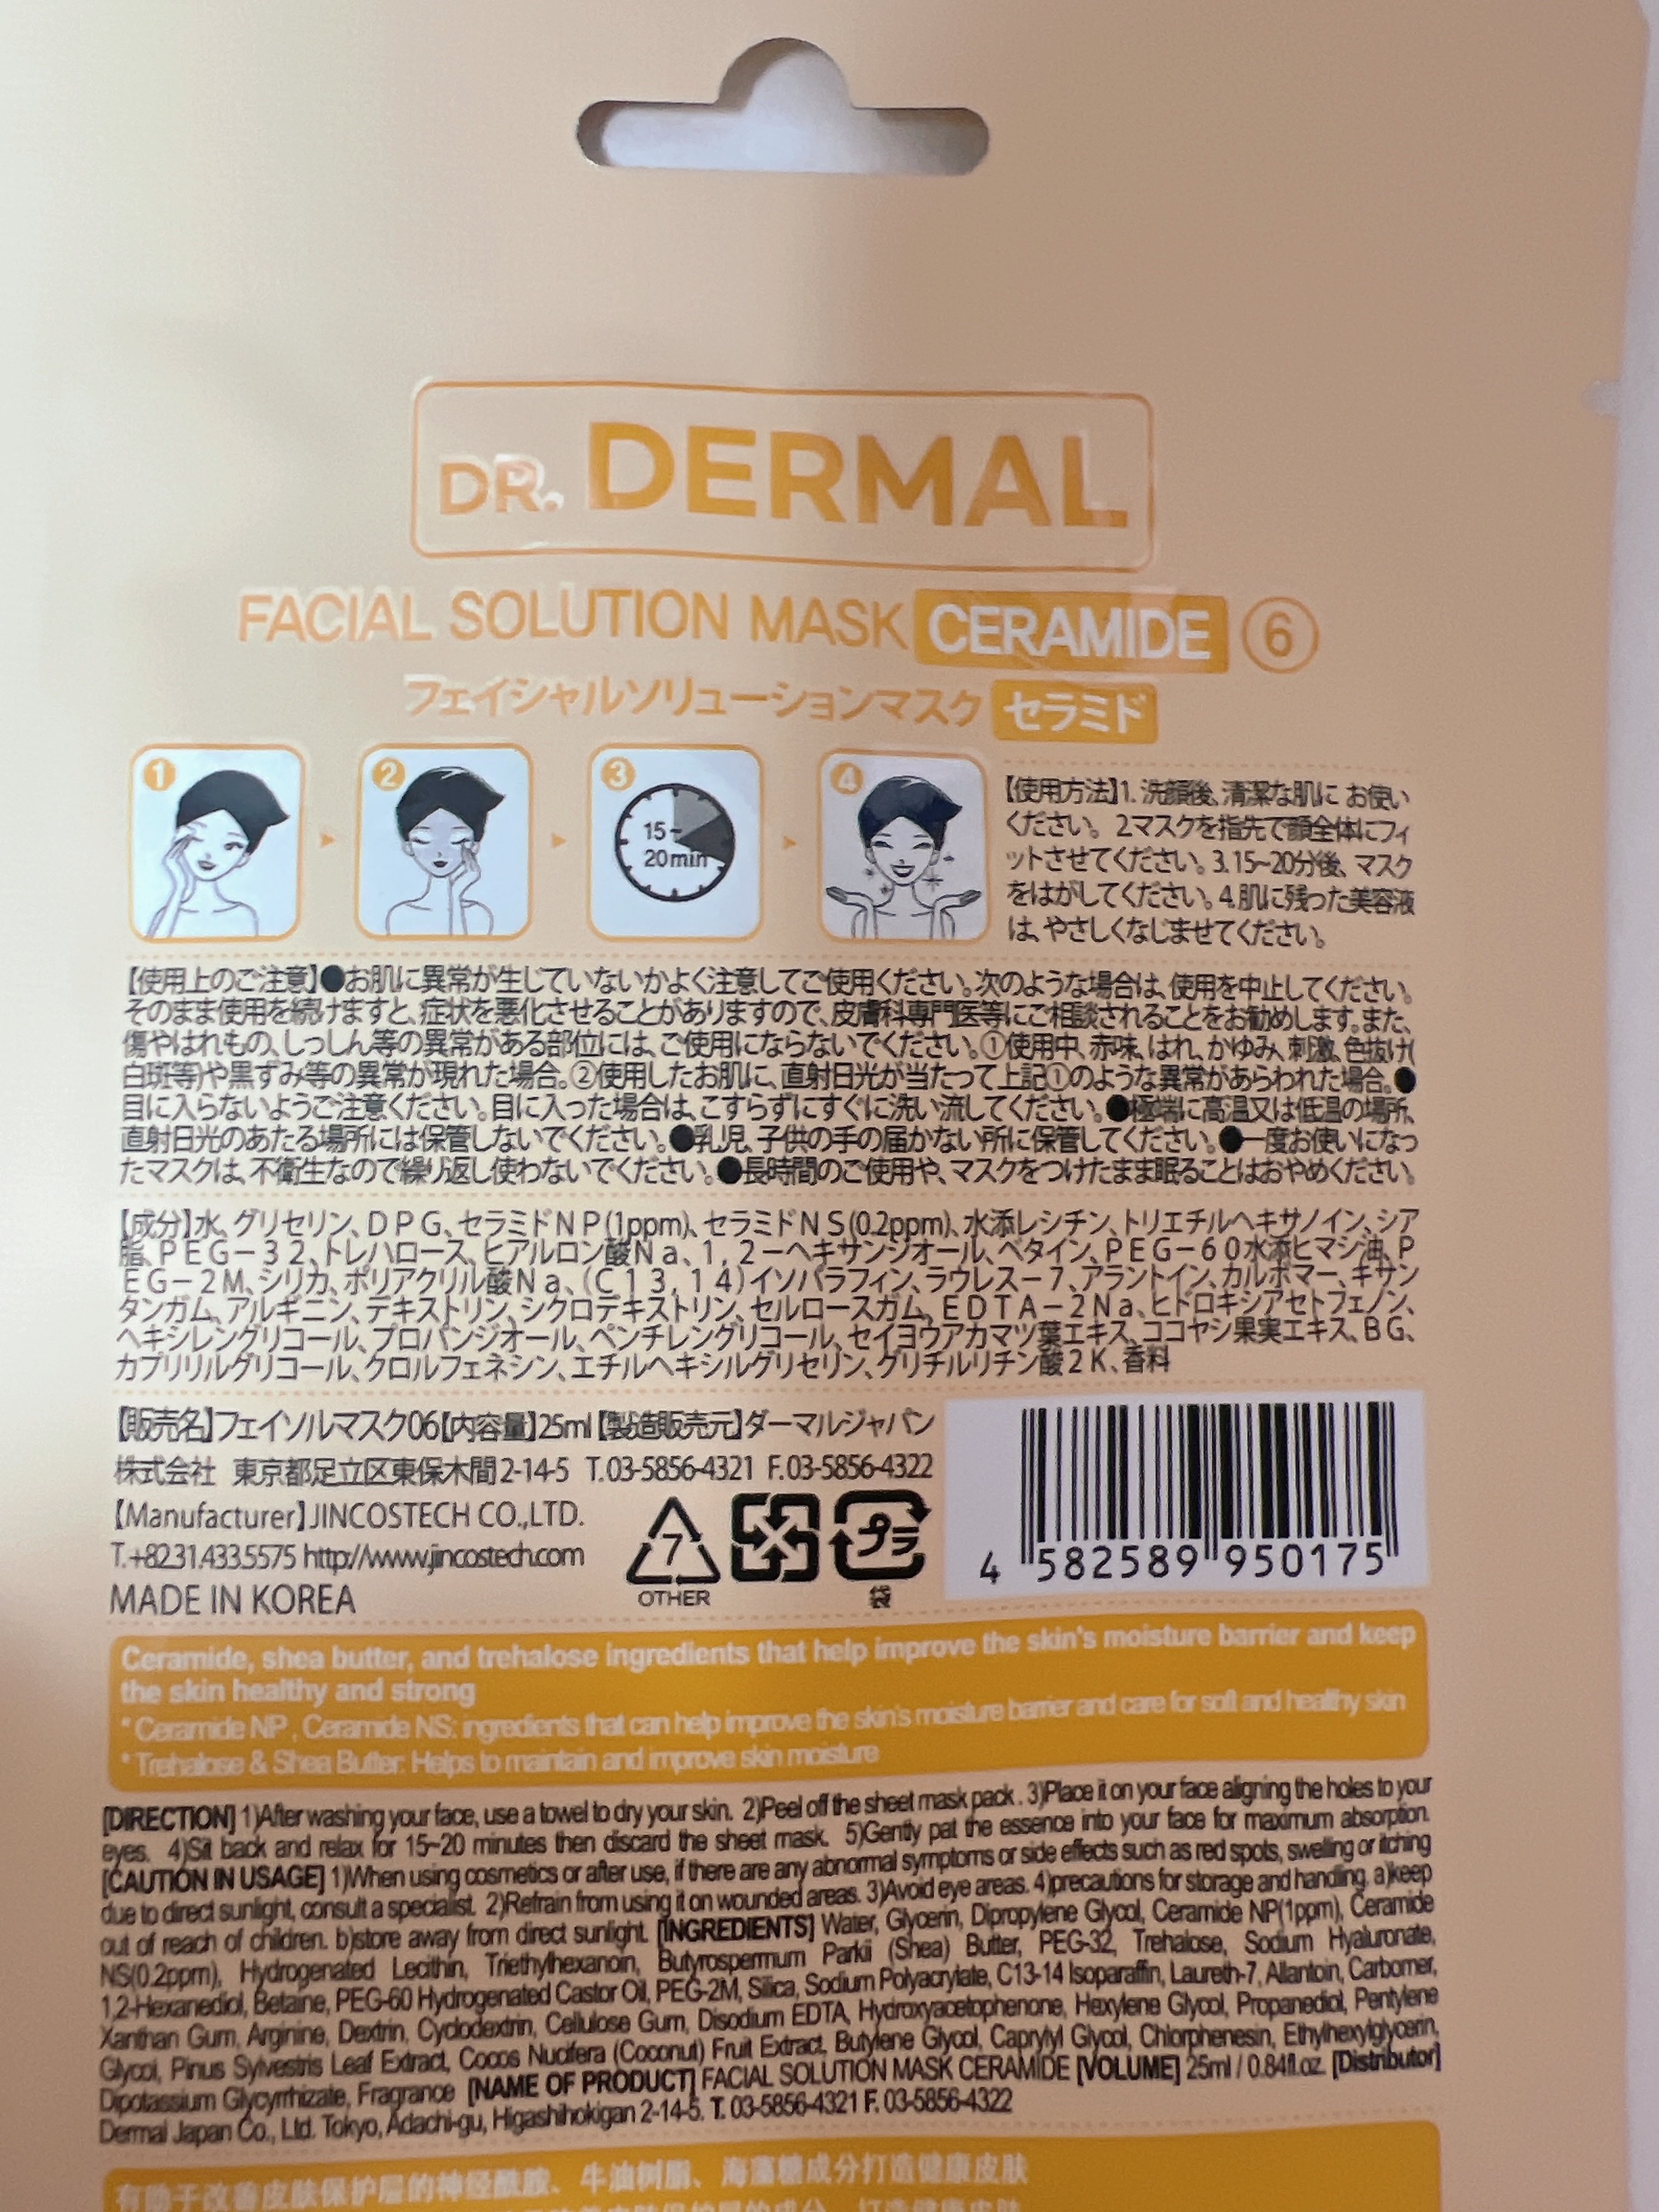 DR. DERMAL
FACIAL SOLUTION MASK CERAMIDE ⑥
フェイシャルソリューションマスク セラミド
1
2
3
15-
20min
4
【使用方法】1. 洗顔後、清潔な肌に お使い
ください。 2.マスクを指先で顔全体にフィ
ットさせてください。3.15~20分後、マスク
をはがしてください。4.肌に残った美容液
は、やさしくなじませてください。
【使用上のご注意】●お肌に異常が生じていないかよく注意してご使用ください。次のような場合は、使用を中止してください。
そのまま使用を続けますと、症状を悪化させることがありますので、皮膚科専門医等にご相談されることをお勧めします。また、
傷やはれもの、しっしん等の異常がある部位には、ご使用にならないでください。①使用中、赤味、はれ、かゆみ、刺激、色抜け(
白斑等)や黒ずみ等の異常が現れた場合。②使用したお肌に、直射日光が当たって上記①のような異常があらわれた場合。●
目に入らないようご注意ください。目に入った場合は、こすらずにすぐに洗い流してください。●極端に高温又は低温の場所、
直射日光のあたる場所には保管しないでください。●乳児、子供の手の届かない所に保管してください。●一度お使いになっ
たマスクは、不衛生なので繰り返し使わないでください。●長時間のご使用や、マスクをつけたまま眠ることはおやめください。
【成分】水、グリセリン、DPG、セラミドNP(1ppm)、セラミドNS(0.2ppm)、水添レシチン、トリエチルヘキサノイン、シア
脂、PEG-32、トレハロース、ヒアルロン酸Na、1,2-ヘキサンジオール、ベタイン、PEG-60水添ヒマシ油、P
EG-2M、シリカ、ポリアクリル酸Na、(C13,14)イソパラフィン、ラウレス-7、アラントイン、カルボマー、キサン
タンガム、アルギニン、デキストリン、シクロデキストリン、セルロースガム、EDTA-2Na、ヒドロキシアセトフェノン、
ヘキシレングリコール、プロパンジオール、ペンチレングリコール、セイヨウアカマツ葉エキス、ココヤシ果実エキス、BG、
カプリリルグリコール、クロルフェネシン、エチルヘキシルグリセリン、グリチルリチン酸2K、香料
【販売名】フェイソルマスク06【内容量】25ml【製造販売元】ダーマルジャパン
株式会社 東京都足立区東保木間2-14-5 T.03-5856-4321 F.03-5856-4322
【Manufacturer】JINCOSTECH CO.,LTD.
T.+82.31.433.5575 http://www.jincostech.com
MADE IN KOREA
7
OTHER
プラ
袋
4 582589 950175
Ceramide, shea butter, and trehalose ingredients that help improve the skin's moisture barrier and keep
the skin healthy and strong
* Ceramide NP , Ceramide NS: ingredients that can help improve the skin's moisture barrier and care for soft and healthy skin
* Trehalose & Shea Butter: Helps to maintain and improve skin moisture
[DIRECTION] 1)After washing your face, use a towel to dry your skin. 2)Peel off the sheet mask pack . 3)Place it on your face aligning the holes to your
eyes. 4)Sit back and relax for 15~20 minutes then discard the sheet mask. 5)Gently pat the essence into your face for maximum absorption.
[CAUTION IN USAGE] 1)When using cosmetics or after use, if there are any abnormal symptoms or side effects such as red spots, swelling or itching
due to direct sunlight, consult a specialist. 2)Refrain from using it on wounded areas. 3)Avoid eye areas. 4)precautions for storage and handling. a)keep
out of reach of children. b)store away from direct sunlight. [INGREDIENTS] Water, Glycerin, Dipropylene Glycol, Ceramide NP(1ppm), Ceramide
NS(0.2ppm), Hydrogenated Lecithin, Triethylhexanoin, Butyrospermum Parkii (Shea) Butter, PEG-32, Trehalose, Sodium Hyaluronate,
1,2-Hexanediol, Betaine, PEG-60 Hydrogenated Castor Oil, PEG-2M, Silica, Sodium Polyacrylate, C13-14 Isoparaffin, Laureth-7, Allantoin, Carbomer,
Xanthan Gum, Arginine, Dextrin, Cyclodextrin, Cellulose Gum, Disodium EDTA, Hydroxyacetophenone, Hexylene Glycol, Propanediol, Pentylene
Glycol, Pinus Sylvestris Leaf Extract, Cocos Nucifera (Coconut) Fruit Extract, Butylene Glycol, Caprylyl Glycol, Chlorphenesin, Ethylhexylglycerin,
Dipotassium Glycyrrhizate, Fragrance [NAME OF PRODUCT] FACIAL SOLUTION MASK CERAMIDE [VOLUME] 25ml / 0.84fl.oz. [Distributor]
Dermal Japan Co., Ltd. Tokyo, Adachi-gu, Higashihokigan 2-14-5. T. 03-5856-4321 F. 03-5856-4322
有助于改善皮肤保护层的神经酰胺、牛油树脂、海藻糖成分打造健康皮肤